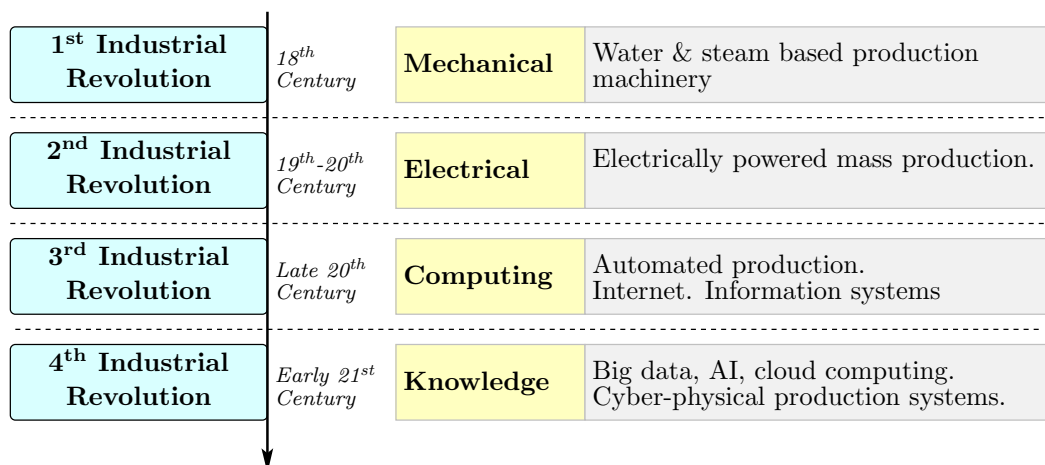 1st Industrial
Revolution
18th
Century
Mechanical
Water & steam based production
machinery
2nd Industrial
Revolution
19th-20th
Century
Electrical
Electrically powered mass production.
3rd Industrial
Revolution
Late 20th
Century
Computing
Automated production.
Internet. Information systems
4th Industrial
Revolution
Early 21st
Century
Knowledge
Big data, AI, cloud computing.
Cyber-physical production systems.